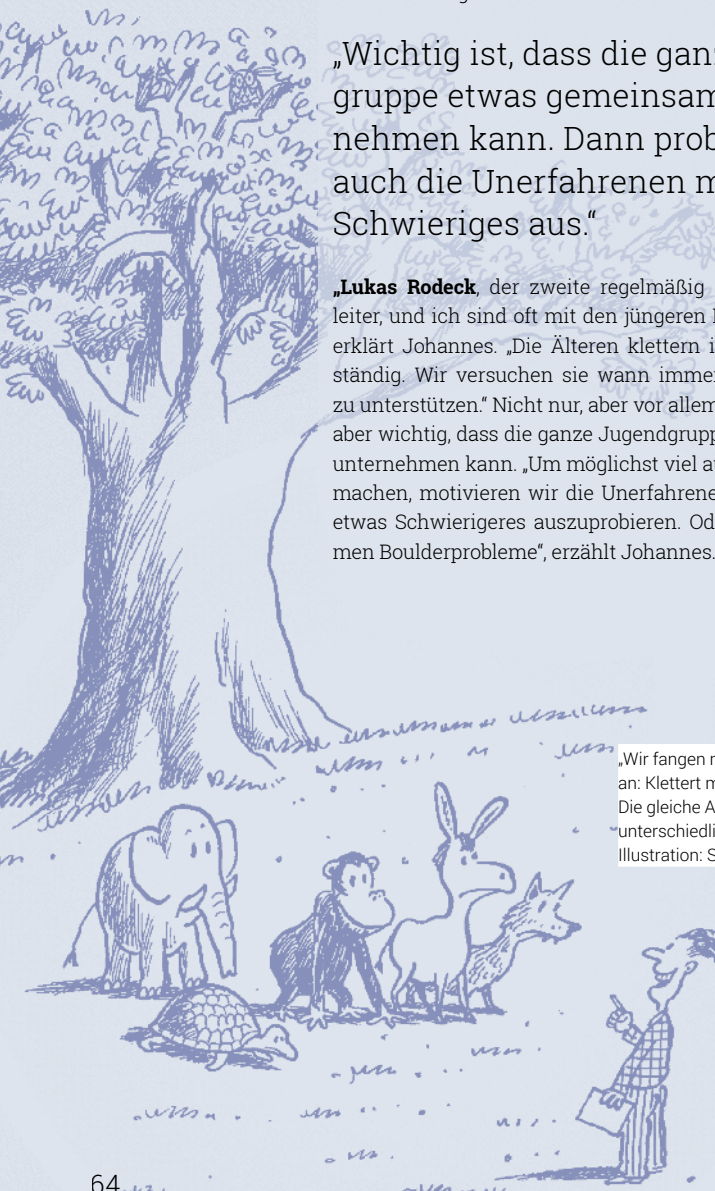 „Wichtig ist, dass die gan
gruppe etwas gemeinsam
nehmen kann. Dann prob
auch die Unerfahrenen m
Schwieriges aus.“
„Lukas Rodeck, der zweite regelmäßig
leiter, und ich sind oft mit den jüngeren
erklärt Johannes. „Die Älteren klettern i
ständig. Wir versuchen sie wann imme
zu unterstützen.“ Nicht nur, aber vor allem
aber wichtig, dass die ganze Jugendgrupp
unternehmen kann. „Um möglichst viel a
machen, motivieren wir die Unerfahrene
etwas Schwierigeres auszuprobieren. Od
men Boulderprobleme“, erzählt Johannes.
„Wir fangen
an: Klettert m
Die gleiche A
unterschiedli
Illustration: S
64